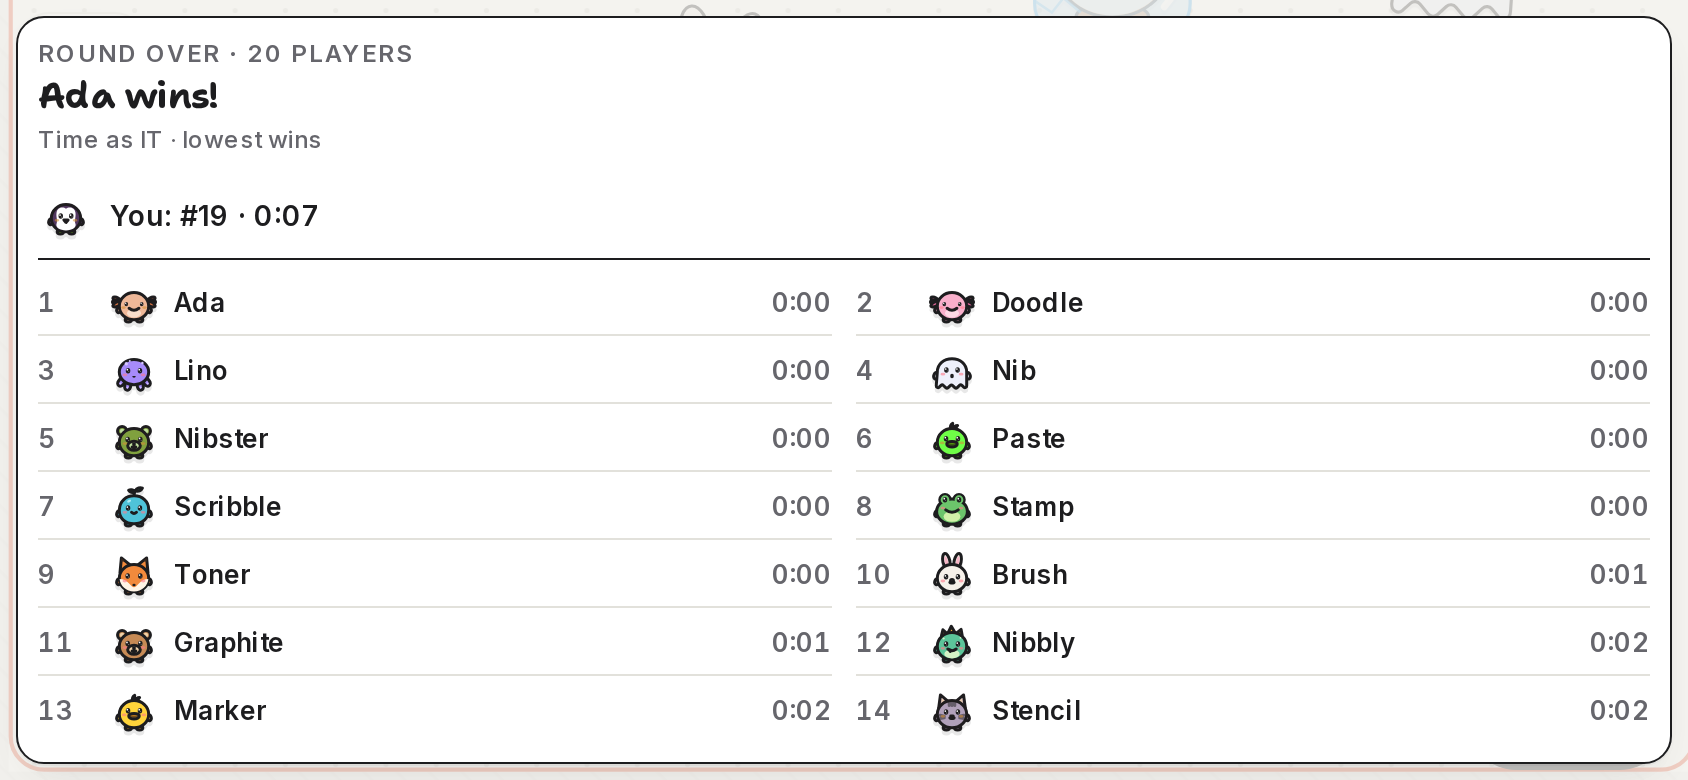 ROUND OVER · 20 PLAYERS
Ada wins!
Time as IT · lowest wins
You: #19 · 0:07
1 Ada 0:00 2 Doodle 0:00
3 Lino 0:00 4 Nib 0:00
5 Nibster 0:00 6 Paste 0:00
7 Scribble 0:00 8 Stamp 0:00
9 Toner 0:00 10 Brush 0:01
11 Graphite 0:01 12 Nibbly 0:02
13 Marker 0:02 14 Stencil 0:02